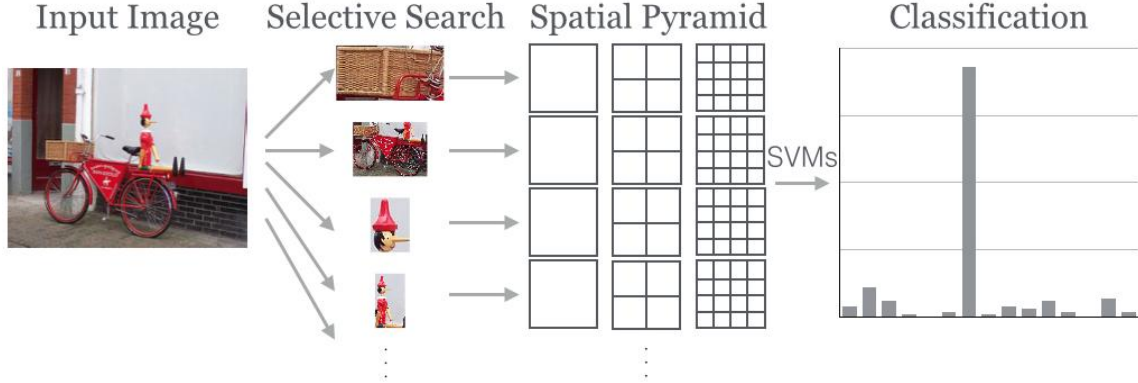 Input Image
Selective Search
Spatial Pyramid
Classification
SVMs